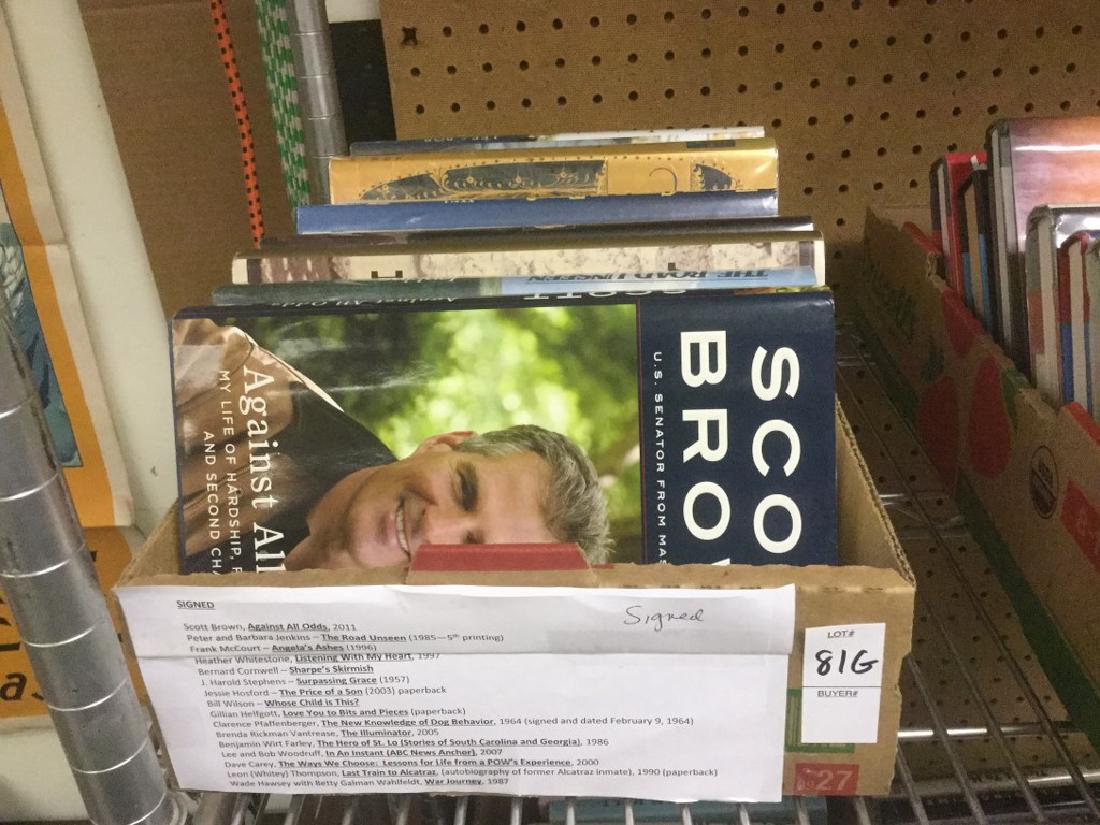 THE ROAD UNSEEN
Against All Odds
SCO
BRO
U.S. SENATOR FROM MAS
Against All
MY LIFE OF HARDSHIP, F
AND SECOND CHA
SIGNED
Signed
Scott Brown, Against All Odds, 2011
Peter and Barbara Jenkins – The Road Unseen (1985—5th printing)
Frank McCourt – Angela's Ashes (1996)
Heather Whitestone, Listening With My Heart, 1997
Bernard Cornwell – Sharpe's Skirmish
J. Harold Stephens – Surpassing Grace (1957)
Jessie Hosford – The Price of a Son (2003) paperback
Bill Wilson – Whose Child is This?
Gillian Helfgott, Love You to Bits and Pieces (paperback)
Clarence Pfaffenberger, The New Knowledge of Dog Behavior, 1964 (signed and dated February 9, 1964)
Brenda Rickman Vantrease, The Illuminator, 2005
Benjamin Wirt Farley, The Hero of St. Lo (Stories of South Carolina and Georgia), 1986
Lee and Bob Woodruff, In An Instant (ABC News Anchor), 2007
Dave Carey, The Ways We Choose: Lessons for Life from a POW's Experience, 2000
Leon (Whitey) Thompson, Last Train to Alcatraz, (autobiography of former Alcatraz inmate), 1990 (paperback)
Wade Hawsey with Betty Galman Wahlfeldt, War Journey, 1987
LOT#
81G
BUYER#
$27